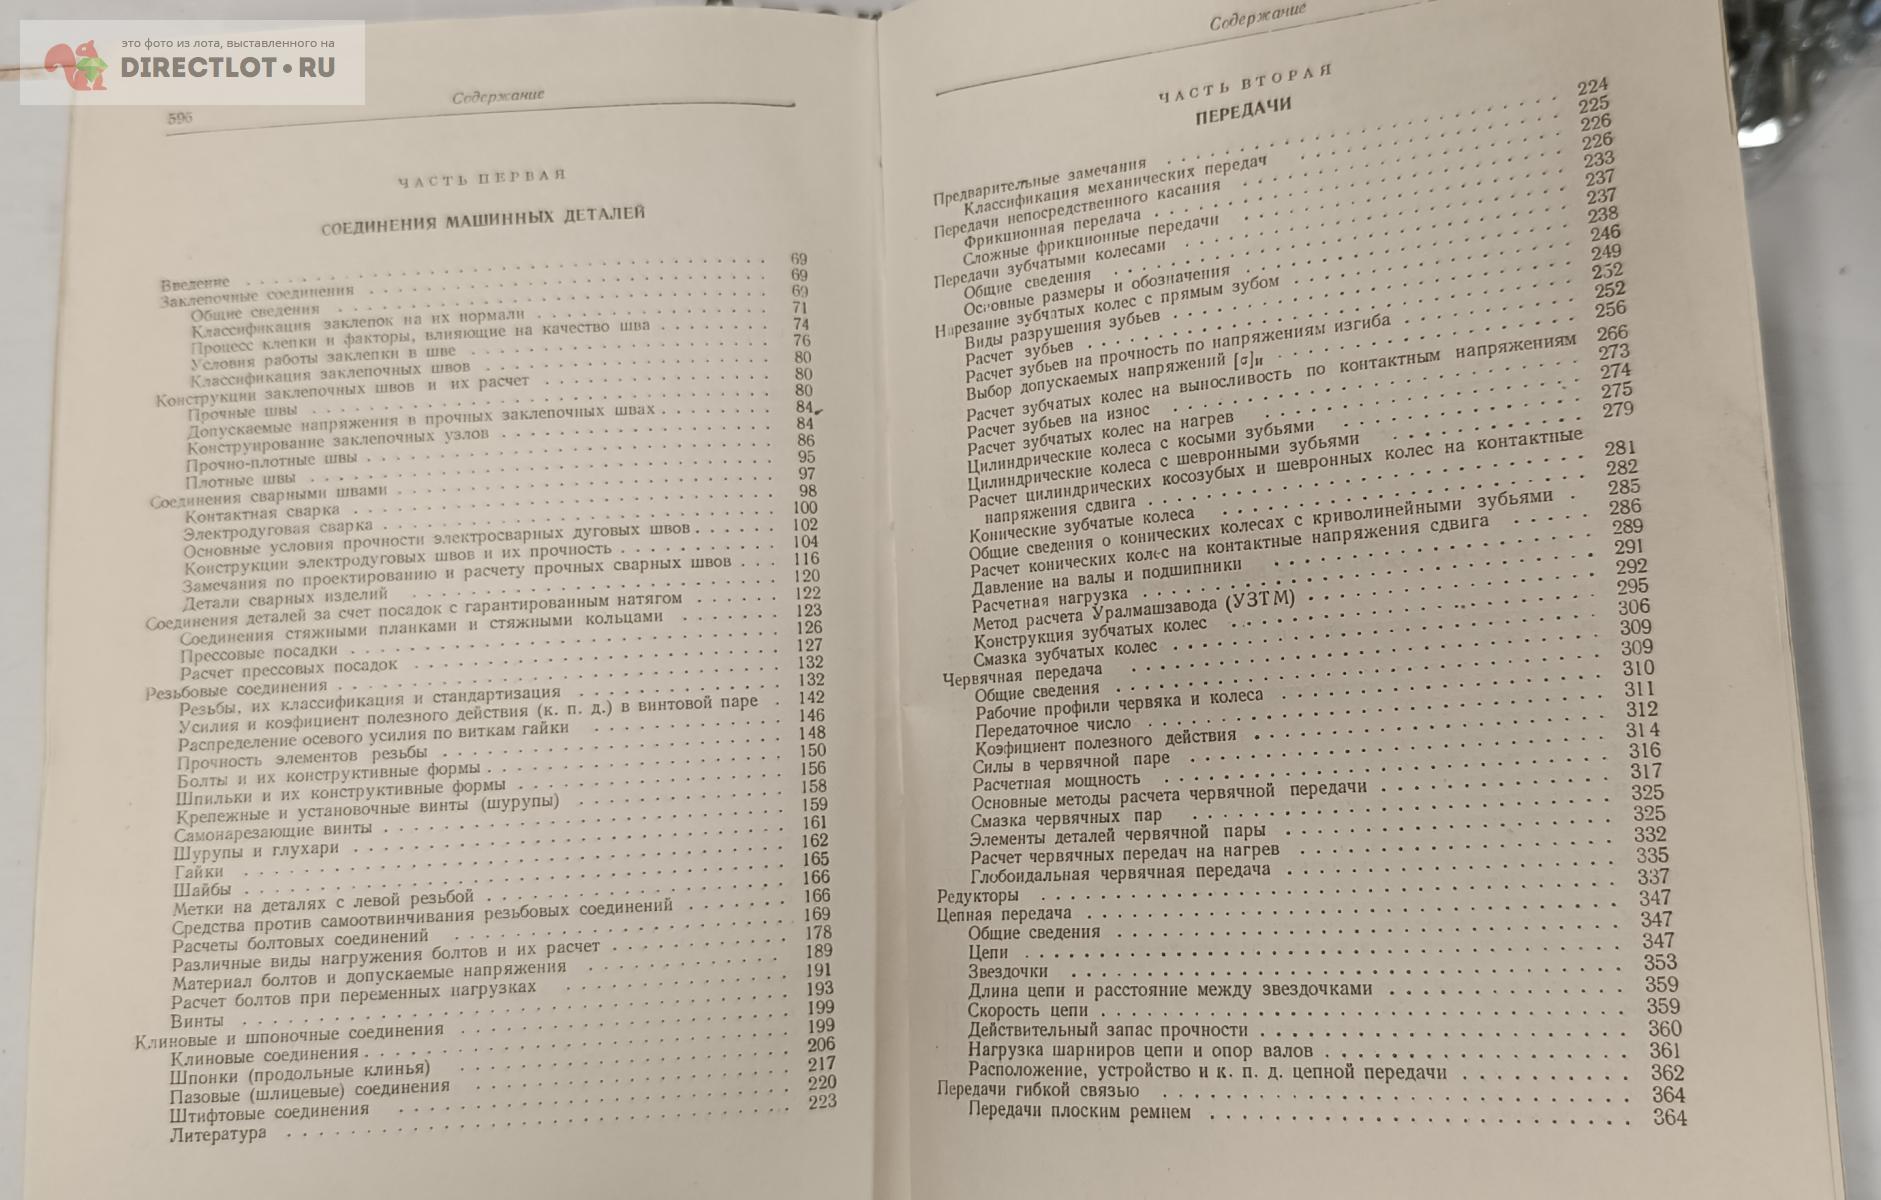 это фото из лота, выставленного на
DIRECTLOT•RU
596
Содержание
ЧАСТЬ ПЕРВАЯ
СОЕДИНЕНИЯ МАШИННЫХ ДЕТАЛЕЙ
Введение 69
Заклепочные соединения 69
Общие сведения 69
Классификация заклепок на их нормали 71
Процесс клепки и факторы, влияющие на качество шва 74
Условия работы заклепки в шве 76
Классификация заклепочных швов 80
Конструкции заклепочных швов и их расчет 80
Прочные швы 80
Допускаемые напряжения в прочных заклепочных швах 84
Конструирование заклепочных узлов 84
Прочно-плотные швы 86
Плотные швы 95
Соединения сварными швами 97
Контактная сварка 98
Электродуговая сварка 100
Основные условия прочности электросварных дуговых швов 102
Конструкции электродуговых швов и их прочность 104
Замечания по проектированию и расчету прочных сварных швов 116
Детали сварных изделий 120
Соединения деталей за счет посадок с гарантированным натягом 122
Соединения стяжными планками и стяжными кольцами 123
Прессовые посадки 126
Расчет прессовых посадок 127
Резьбовые соединения 132
Резьбы, их классификация и стандартизация 132
Усилия и коэфициент полезного действия (к. п. д.) в винтовой паре 142
Распределение осевого усилия по виткам гайки 146
Прочность элементов резьбы 148
Болты и их конструктивные формы 150
Шпильки и их конструктивные формы 156
Крепежные и установочные винты (шурупы) 158
Самонарезающие винты 159
Шурупы и глухари 161
Гайки 162
Шайбы 165
Метки на деталях с левой резьбой 166
Средства против самоотвинчивания резьбовых соединений 166
Расчеты болтовых соединений 169
Различные виды нагружения болтов и их расчет 178
Материал болтов и допускаемые напряжения 189
Расчет болтов при переменных нагрузках 191
Винты 193
Клиновые и шпоночные соединения 199
Клиновые соединения 199
Шпонки (продольные клинья) 206
Пазовые (шлицевые) соединения 217
Штифтовые соединения 220
Литература 223
Содержание
ЧАСТЬ ВТОРАЯ
ПЕРЕДАЧИ
Предварительные замечания 224
Классификация механических передач 225
Передачи непосредственного касания 226
Фрикционная передача 226
Сложные фрикционные передачи 233
Передачи зубчатыми колесами 237
Общие сведения 237
Основные размеры и обозначения 238
Нарезание зубчатых колес с прямым зубом 246
Виды разрушения зубьев 249
Расчет зубьев 252
Расчет зубьев на прочность по напряжениям изгиба 252
Выбор допускаемых напряжений [σ]и 256
Расчет зубчатых колес на выносливость по контактным напряжениям 266
Расчет зубьев на износ 273
Расчет зубчатых колес на нагрев 274
Цилиндрические колеса с косыми зубьями 275
Цилиндрические колеса с шевронными зубьями 279
Расчет цилиндрических косозубых и шевронных колес на контактные
напряжения сдвига 281
Конические зубчатые колеса 282
Общие сведения о конических колесах с криволинейными зубьями 285
Расчет конических колес на контактные напряжения сдвига 286
Давление на валы и подшипники 289
Расчетная нагрузка 291
Метод расчета Уралмашзавода (УЗТМ) 292
Конструкция зубчатых колес 295
Смазка зубчатых колес 306
Червячная передача 309
Общие сведения 309
Рабочие профили червяка и колеса 310
Передаточное число 311
Коэфициент полезного действия 312
Силы в червячной паре 314
Расчетная мощность 316
Основные методы расчета червячной передачи 317
Смазка червячных пар 325
Элементы деталей червячной пары 325
Расчет червячных передач на нагрев 332
Глобоидальная червячная передача 335
Редукторы 337
Цепная передача 347
Общие сведения 347
Цепи 347
Звездочки 353
Длина цепи и расстояние между звездочками 359
Скорость цепи 359
Действительный запас прочности 360
Нагрузка шарниров цепи и опор валов 361
Расположение, устройство и к. п. д. цепной передачи 362
Передачи гибкой связью 364
Передачи плоским ремнем 364